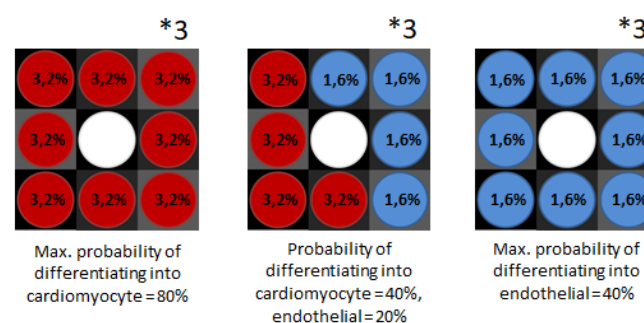 *3
3,2% 3,2% 3,2%
3,2% 3,2%
3,2% 3,2% 3,2%
Max. probability of
differentiating into
cardiomyocyte=80%
*3
3,2% 1,6% 1,6%
3,2% 1,6%
3,2% 3,2% 1,6%
Probability of
differentiating into
cardiomyocyte=40%,
endothelial=20%
*3
1,6% 1,6% 1,6%
1,6% 1,6%
1,6% 1,6% 1,6%
Max. probability of
differentiating into
endothelial=40%